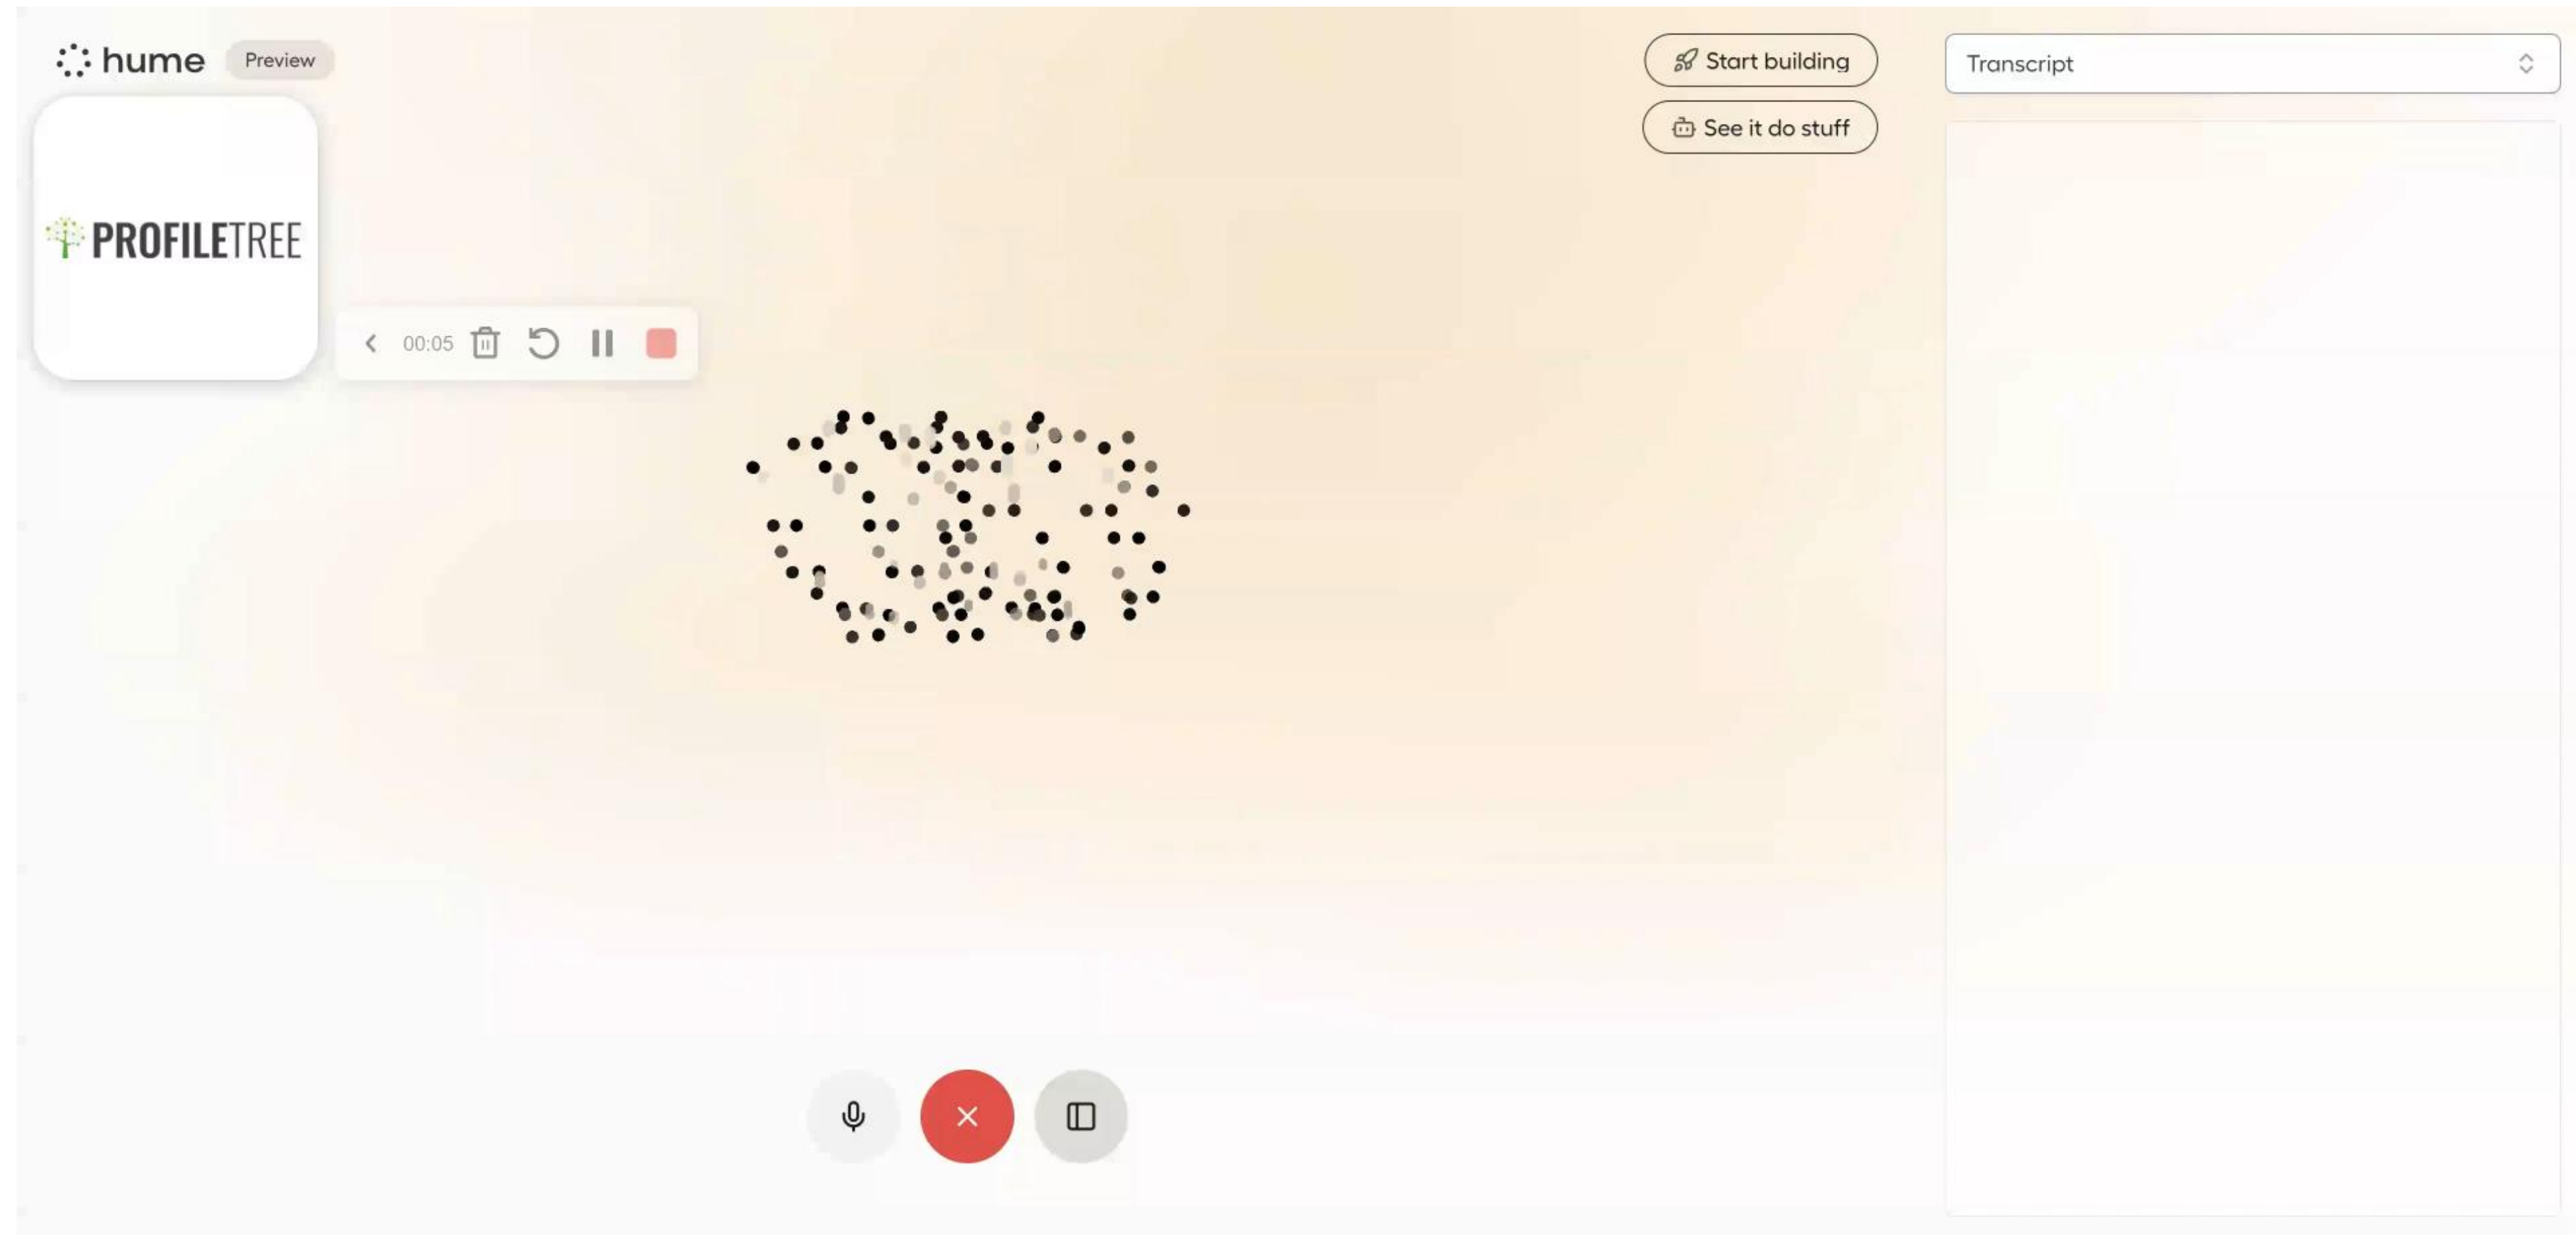 hume
Preview
Start building
Transcript
See it do stuff
PROFILETREE
00:05